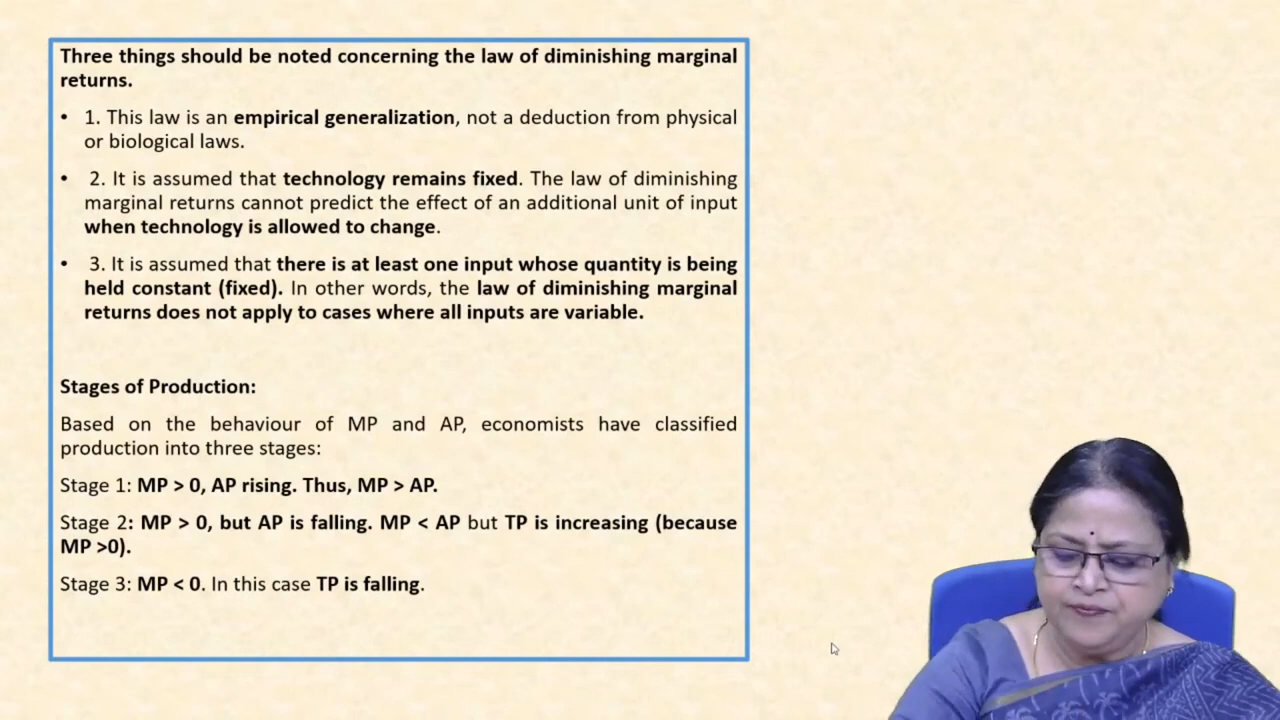 Three things should be noted concerning the law of diminishing marginal
returns.
• 1. This law is an empirical generalization, not a deduction from physical
or biological laws.
• 2. It is assumed that technology remains fixed. The law of diminishing
marginal returns cannot predict the effect of an additional unit of input
when technology is allowed to change.
• 3. It is assumed that there is at least one input whose quantity is being
held constant (fixed). In other words, the law of diminishing marginal
returns does not apply to cases where all inputs are variable.
Stages of Production:
Based on the behaviour of MP and AP, economists have classified
production into three stages:
Stage 1: MP > 0, AP rising. Thus, MP > AP.
Stage 2: MP > 0, but AP is falling. MP < AP but TP is increasing (because
MP >0).
Stage 3: MP < 0. In this case TP is falling.